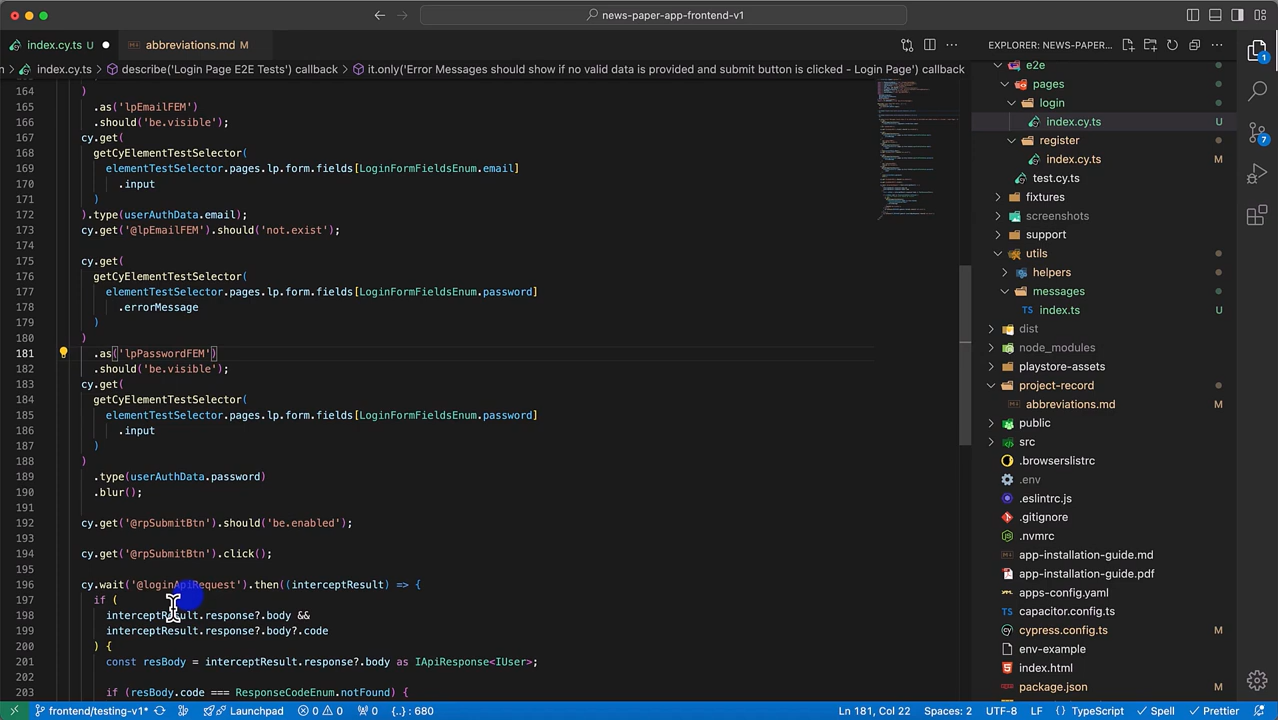 news-paper-app-frontend-v1
index.cy.ts U
abbreviations.md M
EXPLORER: NEWS-PAPER...
n > index.cy.ts > describe('Login Page E2E Tests') callback > it.only('Error Messages should show if no valid data is provided and submit button is clicked - Login Page') callback
164 )
165 .as('lpEmailFEM')
166 .should('be.visible');
167 cy.get(
168 getCyElementTestSelector(
169 elementTestSelector.pages.lp.form.fields[LoginFormFieldsEnum.email]
170 .input
171 )
172 ).type(userAuthData.email);
173 cy.get('@lpEmailFEM').should('not.exist');
174
175 cy.get(
176 getCyElementTestSelector(
177 elementTestSelector.pages.lp.form.fields[LoginFormFieldsEnum.password]
178 .errorMessage
179 )
180 )
181 .as('lpPasswordFEM')
182 .should('be.visible');
183 cy.get(
184 getCyElementTestSelector(
185 elementTestSelector.pages.lp.form.fields[LoginFormFieldsEnum.password]
186 .input
187 )
188 )
189 .type(userAuthData.password)
190 .blur();
191
192 cy.get('@rpSubmitBtn').should('be.enabled');
193
194 cy.get('@rpSubmitBtn').click();
195
196 cy.wait('@loginApiRequest').then((interceptResult) => {
197 if (
198 interceptResult.response?.body &&
199 interceptResult.response?.body?.code
200 ) {
201 const resBody = interceptResult.response?.body as IApiResponse<IUser>;
202
203 if (resBody.code === ResponseCodeEnum.notFound) {
e2e
pages
login
index.cy.ts U
register
index.cy.ts M
test.cy.ts
fixtures
screenshots
support
utils
helpers
messages
TS index.ts
dist
node_modules
playstore-assets
project-record
abbreviations.md M
public
src
.browserslistrc
.env
.eslintrc.js
.gitignore
.nvmrc
app-installation-guide.md
app-installation-guide.pdf
apps-config.yaml
capacitor.config.ts
cypress.config.ts M
env-example
index.html
package.json M
1
7
frontend/testing-v1*
Launchpad
0 0
0
{..} : 680
Ln 181, Col 22
Spaces: 2
UTF-8
LF
{ } TypeScript
Spell
Prettier